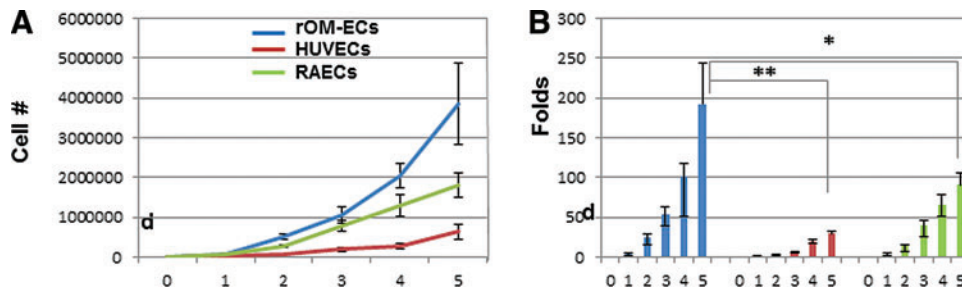 A
Cell #
6000000
5000000
4000000
3000000
2000000
1000000
0
d
rOM-ECs
HUVECs
RAECs
0 1 2 3 4 5
B
Folds
300
250
200
150
100
50
0
d
*
**
0 1 2 3 4 5 0 1 2 3 4 5 0 1 2 3 4 5